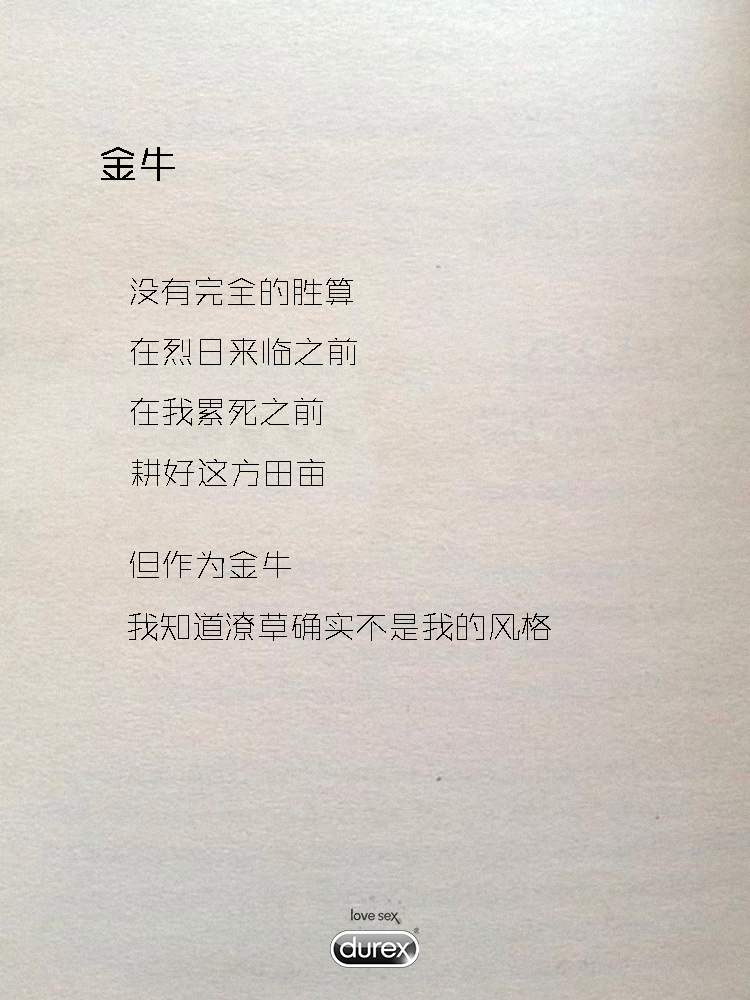 金牛
没有完全的胜算
在烈日来临之前
在我累死之前
耕好这方田亩
但作为金牛
我知道潦草确实不是我的风格
love sex
durex®